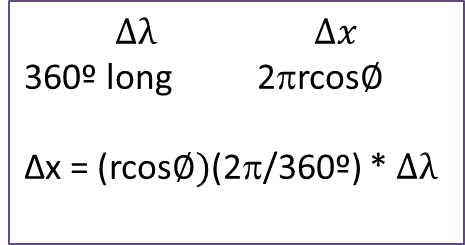 Δλ Δ𝑥
360º long 2πrcosØ
Δx = (rcosØ)(2π/360º) * Δλ